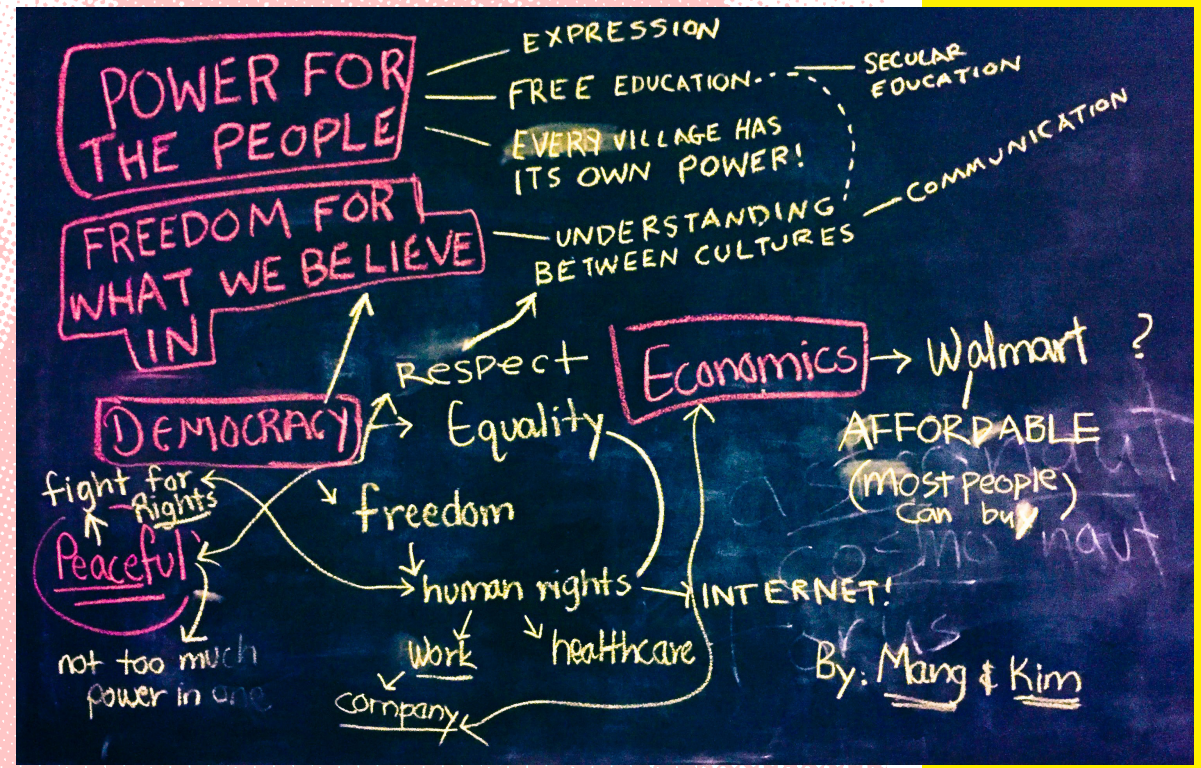 POWER FOR
THE PEOPLE
EXPRESSION
FREE EDUCATION
SECULAR
EDUCATION
EVERY VILLAGE HAS
ITS OWN POWER!
FREEDOM FOR
WHAT WE BELIEVE
IN
UNDERSTANDING
BETWEEN CULTURES
COMMUNICATION
RESPECT
DEMOCRACY
Equality
Economics
Walmart ?
AFFORDABLE
(most people
can buy)
fight for
Rights
Peaceful
not too much
power in one
freedom
human rights
INTERNET!
work
healthcare
company
cosmonaut
By: Mang & Kim